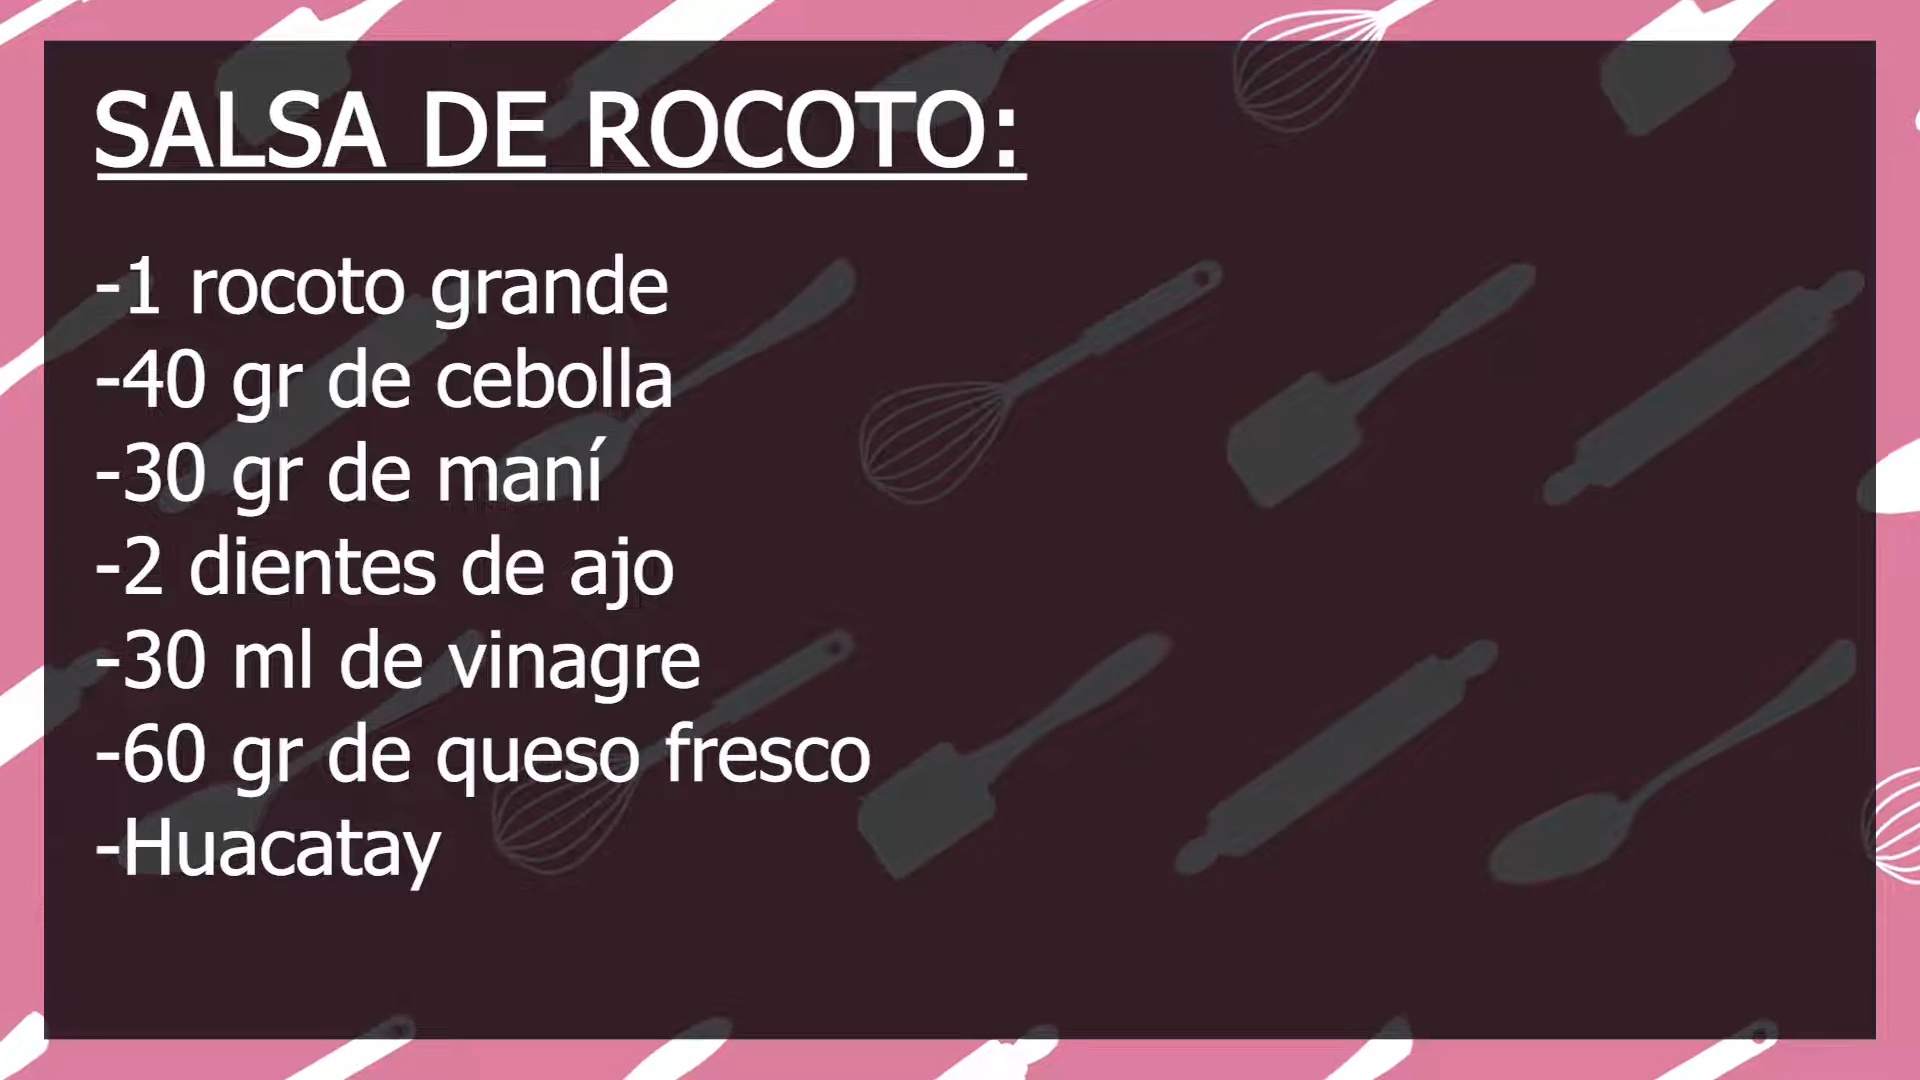 SALSA DE ROCOTO:
-1 rocoto grande
-40 gr de cebolla
-30 gr de maní
-2 dientes de ajo
-30 ml de vinagre
-60 gr de queso fresco
-Huacatay